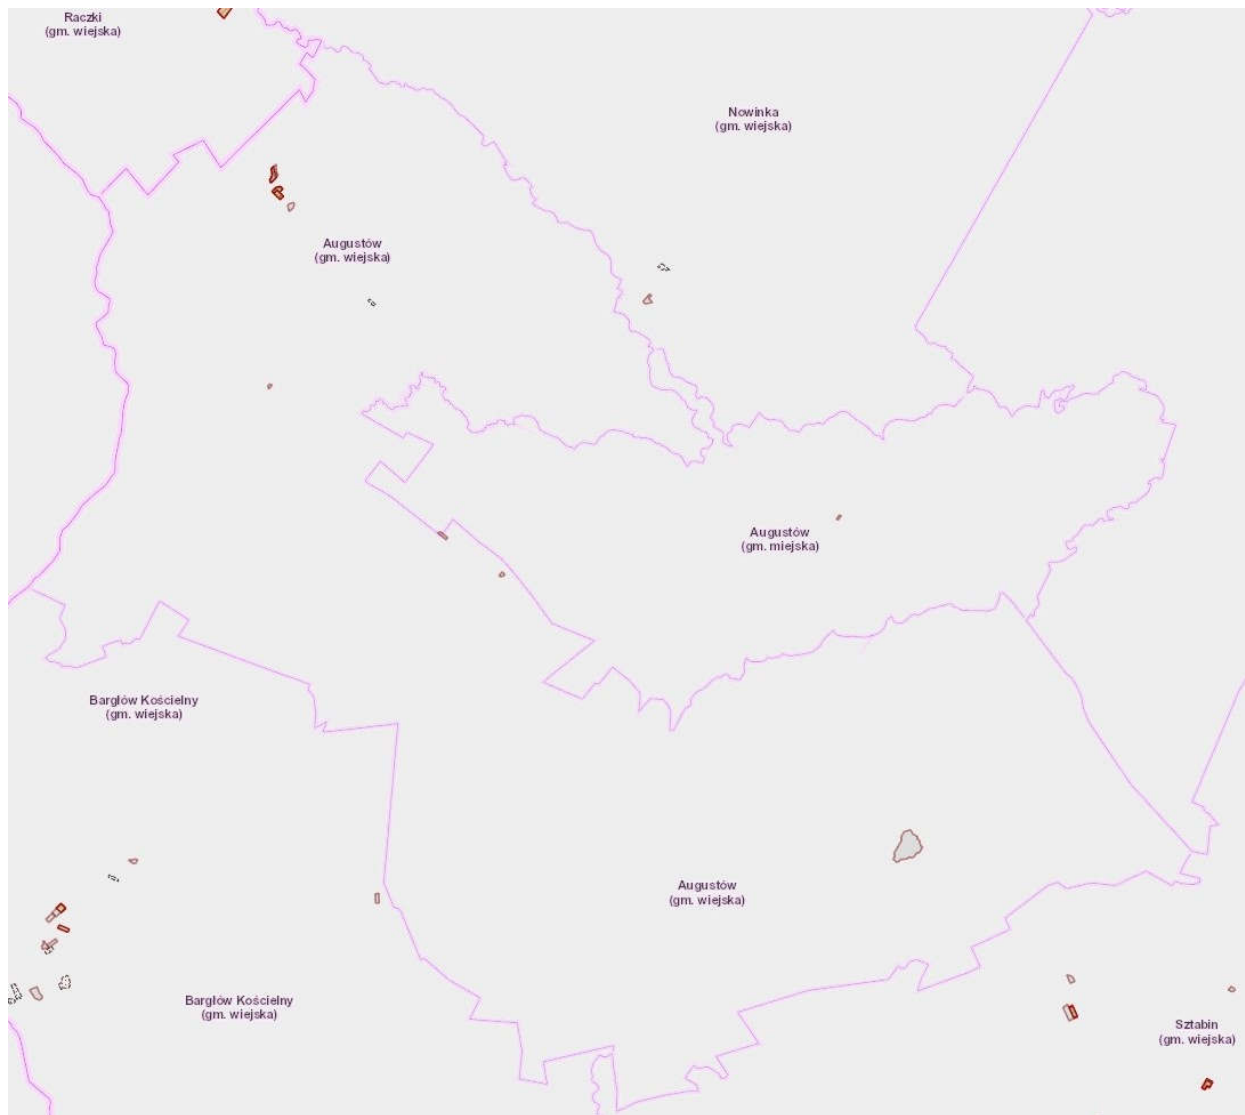 Raczki
(gm. wiejska)
Nowinka
(gm. wiejska)
Augustów
(gm. wiejska)
Augustów
(gm. miejska)
Bargłów Kościelny
(gm. wiejska)
Augustów
(gm. wiejska)
Bargłów Kościelny
(gm. wiejska)
Sztabin
(gm. wiejska)